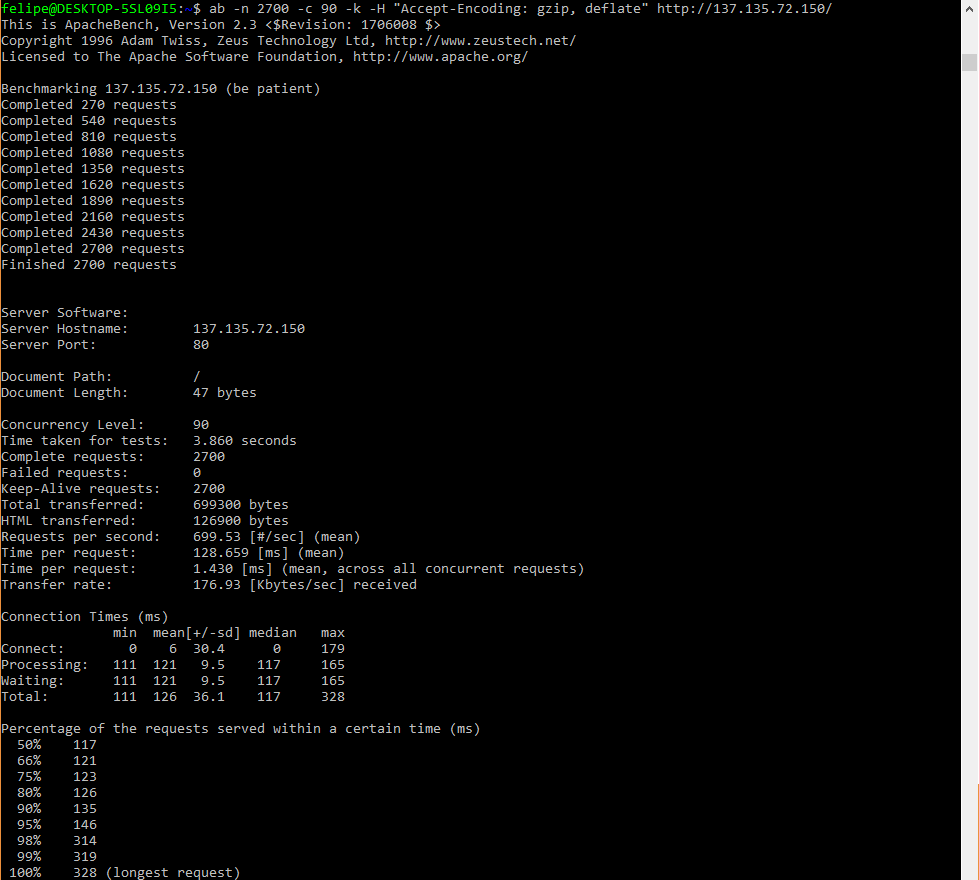 felipe@DESKTOP-5SL09I5:~$ ab -n 2700 -c 90 -k -H "Accept-Encoding: gzip, deflate" http://137.135.72.150/
This is ApacheBench, Version 2.3 <$Revision: 1706008 $>
Copyright 1996 Adam Twiss, Zeus Technology Ltd, http://www.zeustech.net/
Licensed to The Apache Software Foundation, http://www.apache.org/

Benchmarking 137.135.72.150 (be patient)
Completed 270 requests
Completed 540 requests
Completed 810 requests
Completed 1080 requests
Completed 1350 requests
Completed 1620 requests
Completed 1890 requests
Completed 2160 requests
Completed 2430 requests
Completed 2700 requests
Finished 2700 requests


Server Software:
Server Hostname:        137.135.72.150
Server Port:            80

Document Path:          /
Document Length:        47 bytes

Concurrency Level:      90
Time taken for tests:   3.860 seconds
Complete requests:      2700
Failed requests:        0
Keep-Alive requests:    2700
Total transferred:      699300 bytes
HTML transferred:       126900 bytes
Requests per second:    699.53 [#/sec] (mean)
Time per request:       128.659 [ms] (mean)
Time per request:       1.430 [ms] (mean, across all concurrent requests)
Transfer rate:          176.93 [Kbytes/sec] received

Connection Times (ms)
              min  mean[+/-sd] median   max
Connect:        0    6  30.4      0     179
Processing:   111  121   9.5    117     165
Waiting:      111  121   9.5    117     165
Total:        111  126  36.1    117     328

Percentage of the requests served within a certain time (ms)
  50%    117
  66%    121
  75%    123
  80%    126
  90%    135
  95%    146
  98%    314
  99%    319
 100%    328 (longest request)